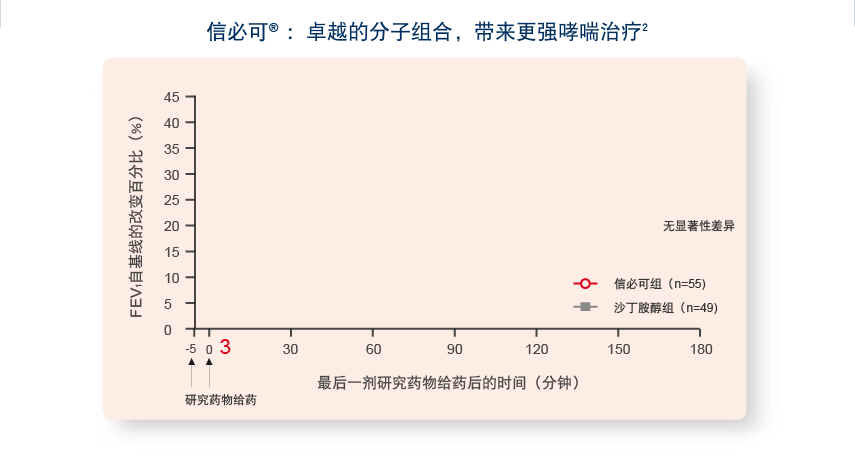 信必可®：卓越的分子组合，带来更强哮喘治疗²
FEV₁自基线的改变百分比（%）
45
40
35
30
25
20
15
10
5
0
无显著性差异
信必可组（n=55)
沙丁胺醇组（n=49)
-5 0 3 30 60 90 120 150 180
最后一剂研究药物给药后的时间（分钟）
研究药物给药